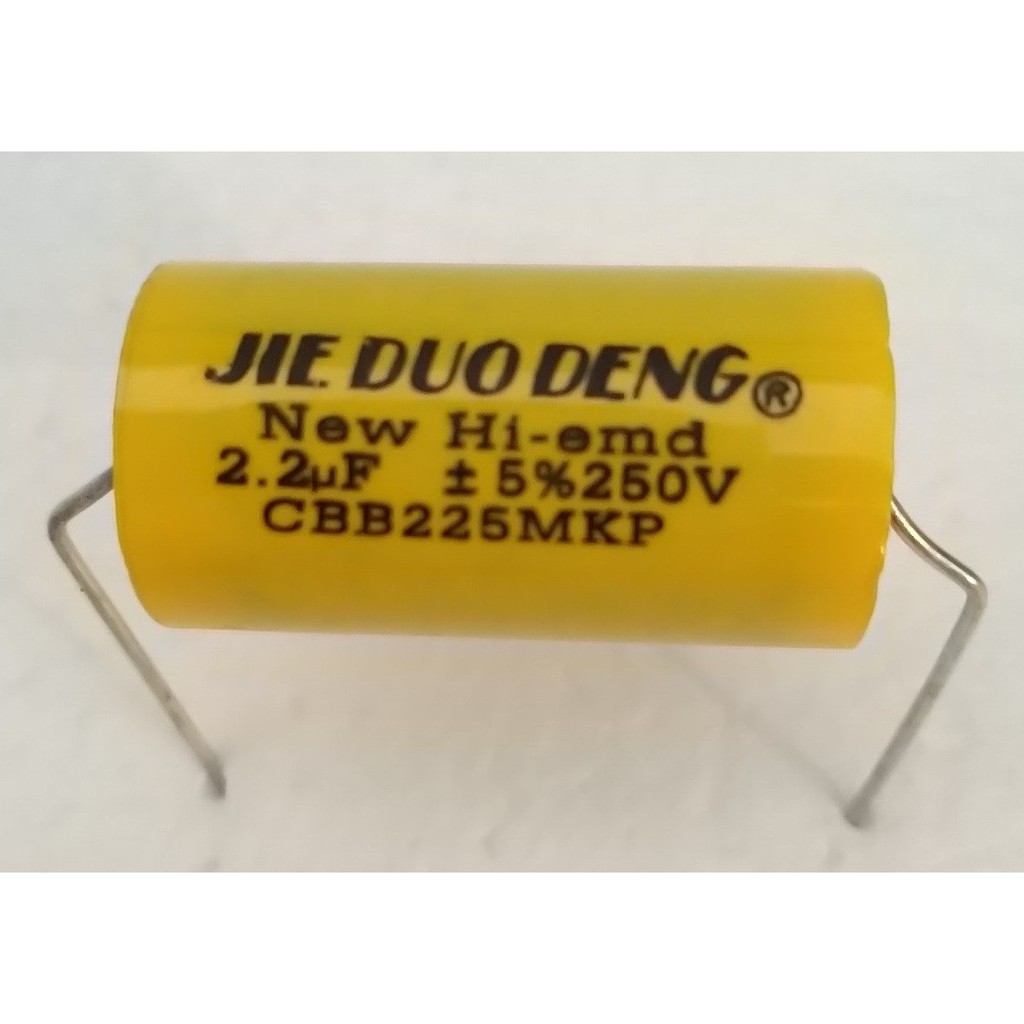 JIE DUO DENG®
New Hi-emd
2.2μF ±5%250V
CBB225MKP